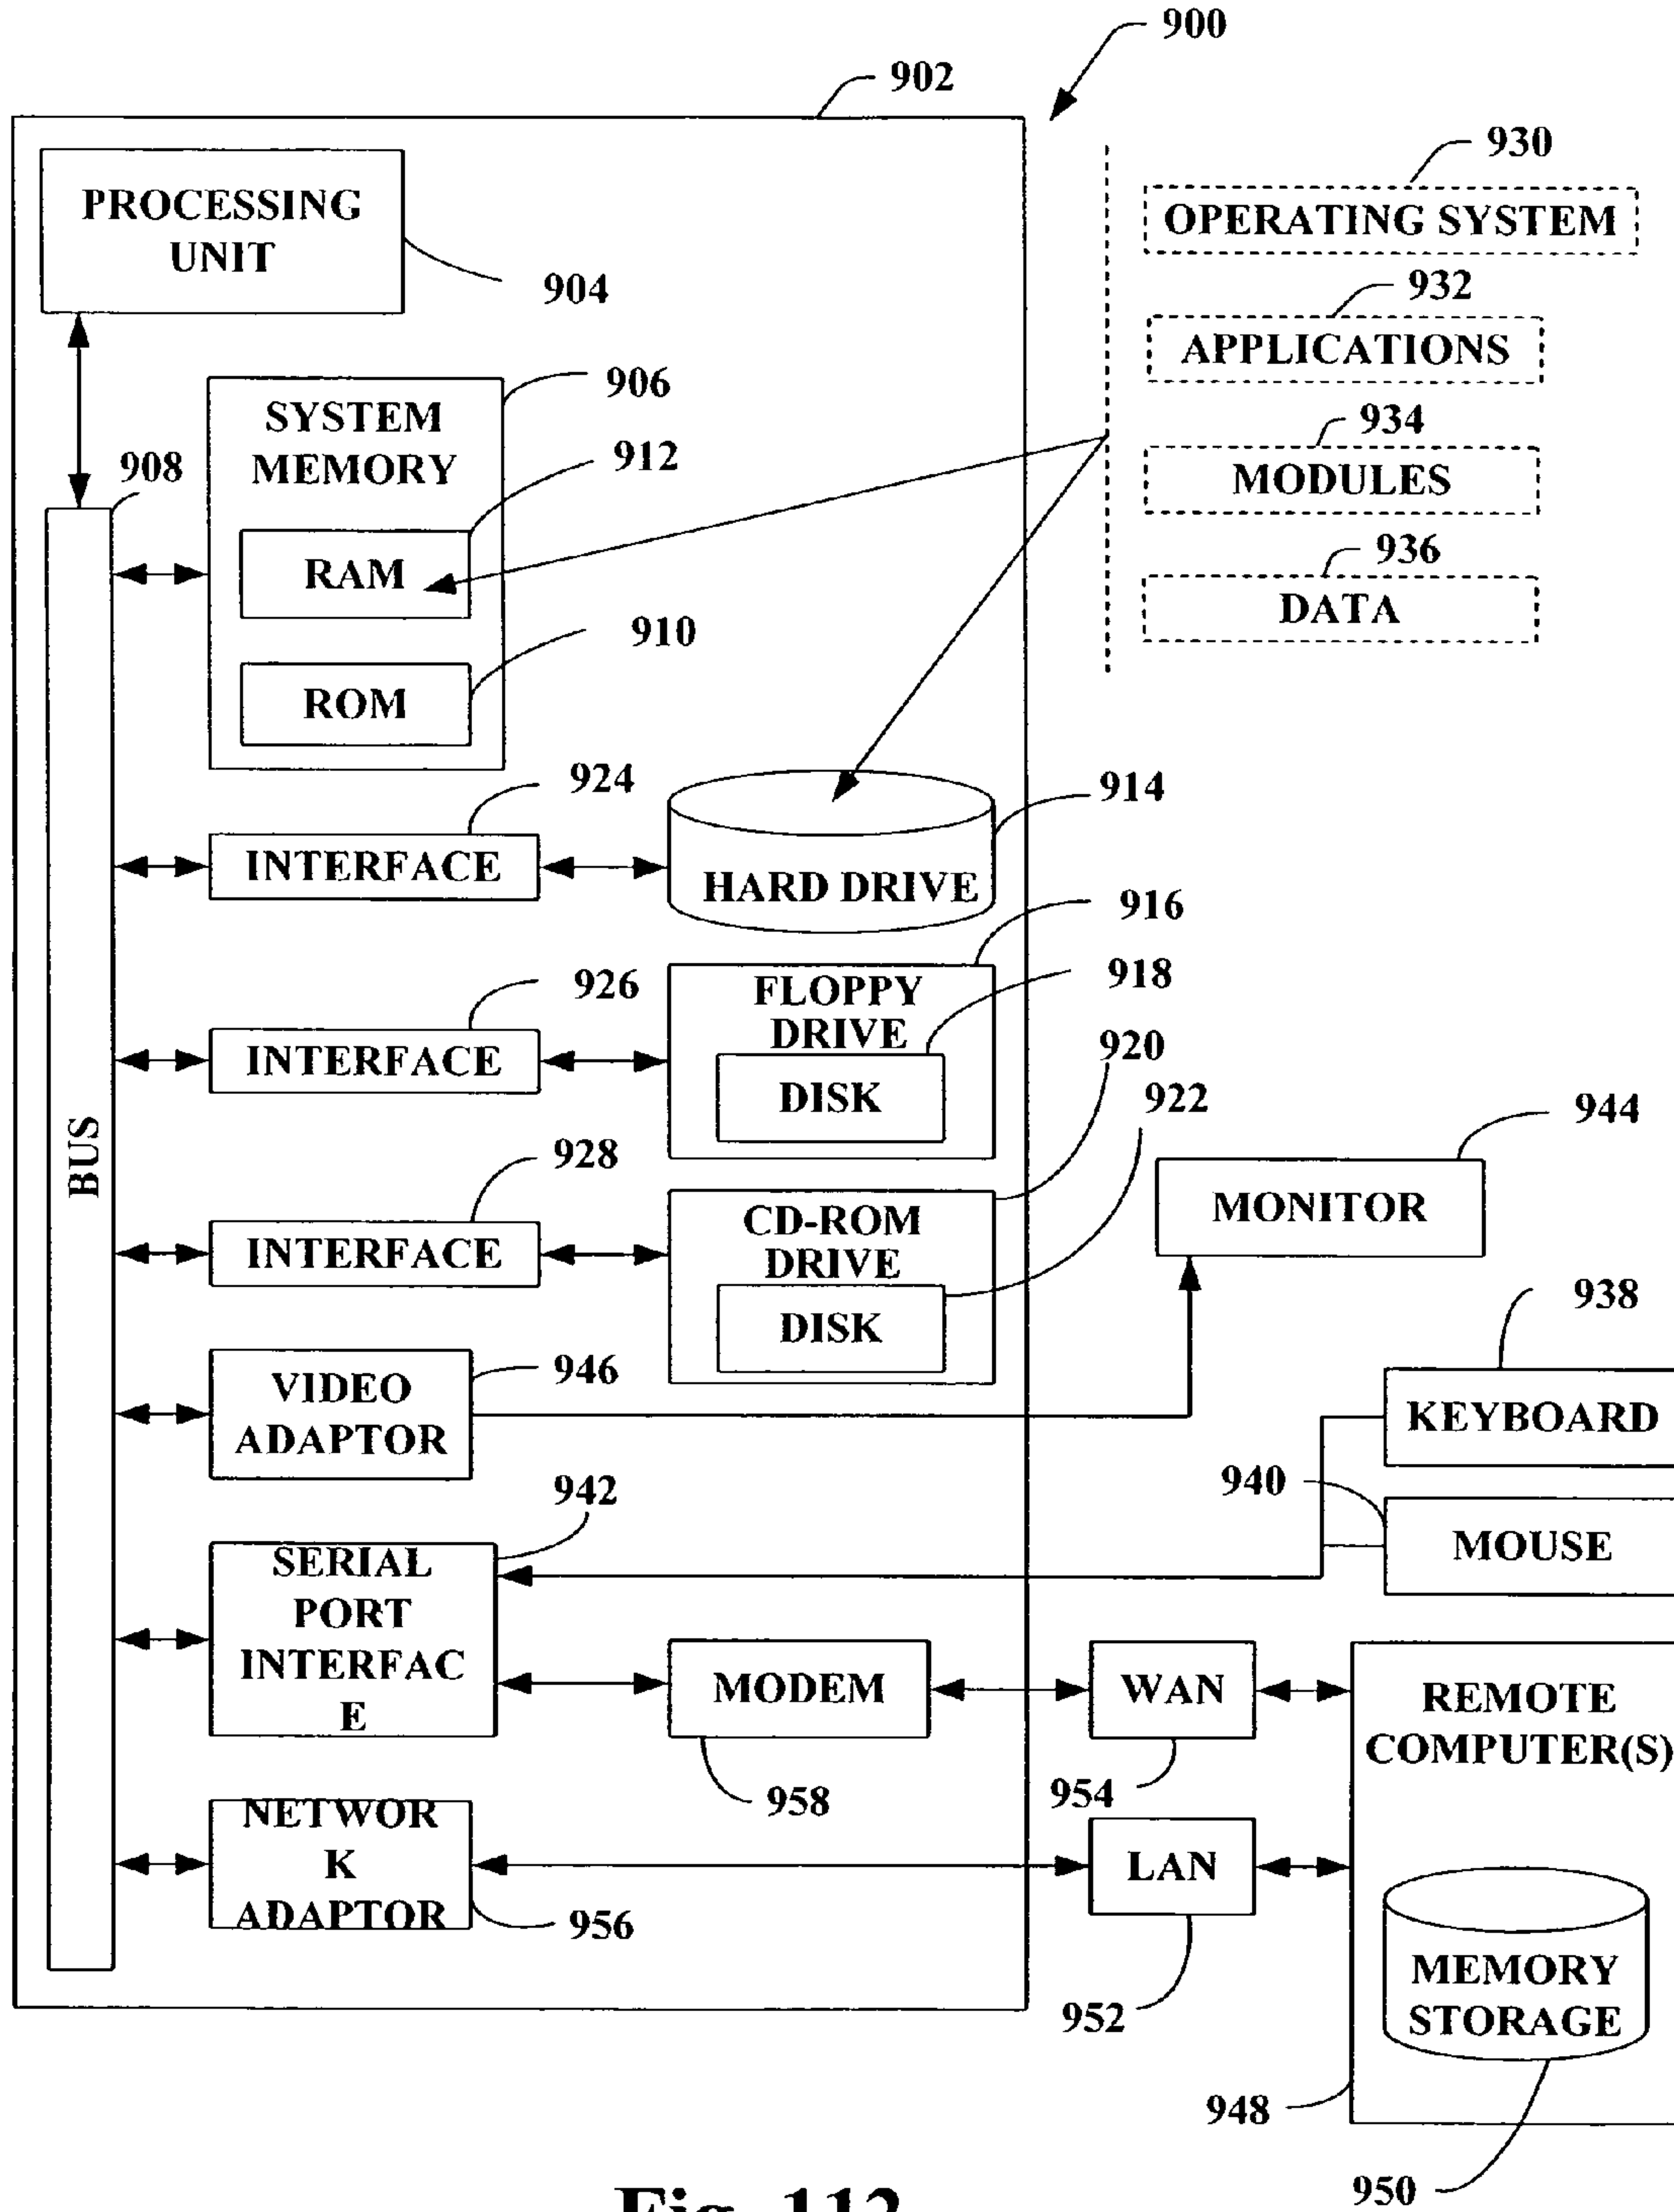 900
902
930
PROCESSING
UNIT
904
OPERATING SYSTEM
932
APPLICATIONS
906
SYSTEM
MEMORY
934
MODULES
908
912
RAM
936
DATA
910
ROM
924
INTERFACE
914
HARD DRIVE
916
926
INTERFACE
FLOPPY
DRIVE
918
DISK
920
922
BUS
928
INTERFACE
CD-ROM
DRIVE
DISK
944
MONITOR
938
KEYBOARD
946
VIDEO
ADAPTOR
940
MOUSE
942
SERIAL
PORT
INTERFAC
E
MODEM
958
WAN
954
REMOTE
COMPUTER(S)
NETWOR
K
ADAPTOR
956
LAN
952
MEMORY
STORAGE
948
950
Fig. 112